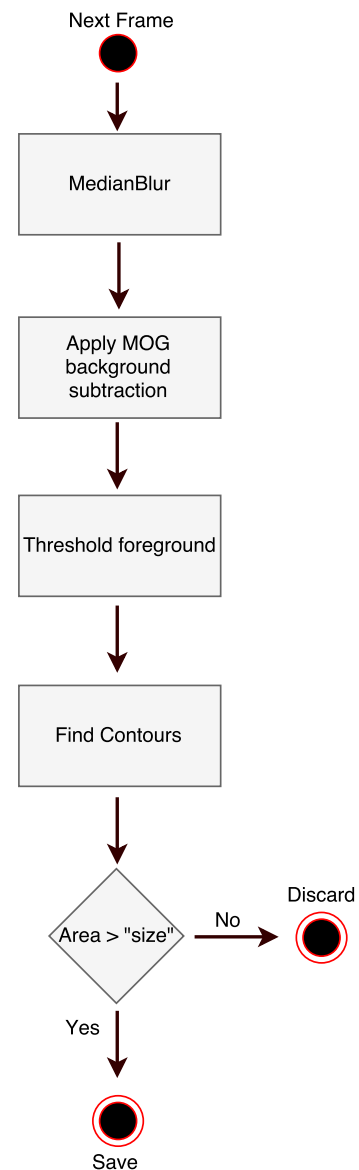 Next Frame
MedianBlur
Apply MOG
background
subtraction
Threshold foreground
Find Contours
Discard
Area > "size"
No
Yes
Save